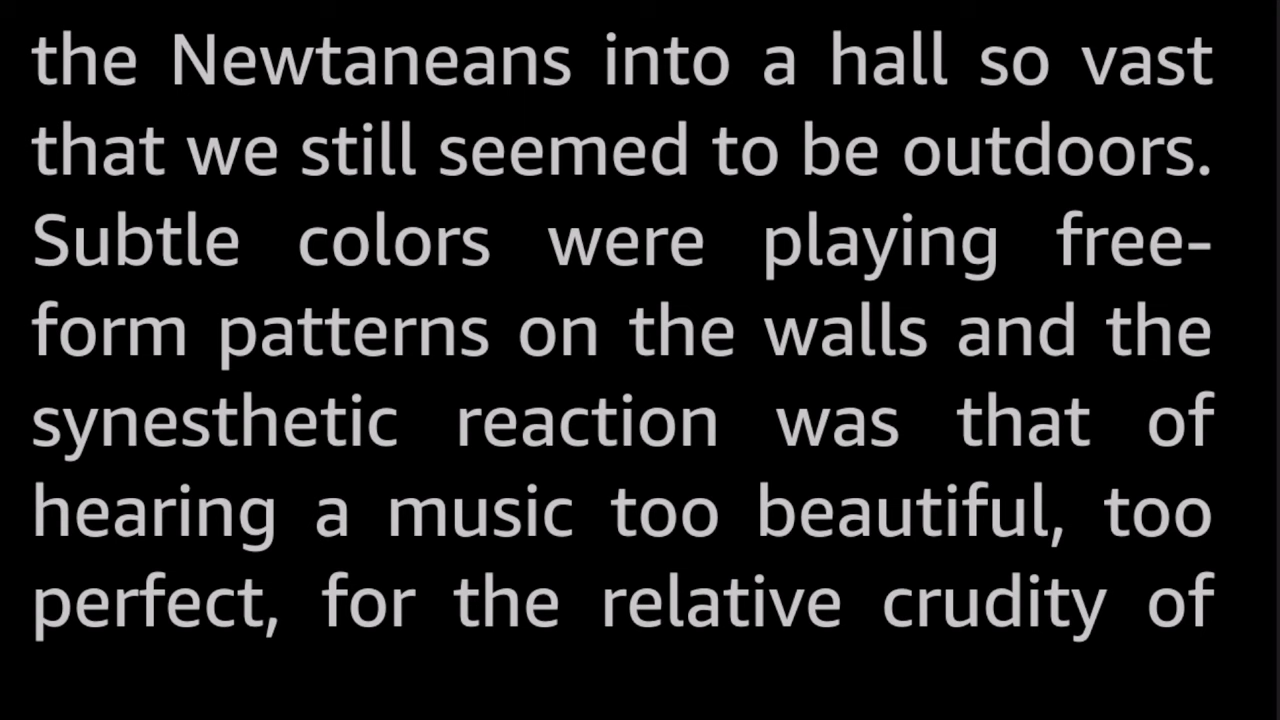 the Newtaneans into a hall so vast
that we still seemed to be outdoors.
Subtle colors were playing free-
form patterns on the walls and the
synesthetic reaction was that of
hearing a music too beautiful, too
perfect, for the relative crudity of